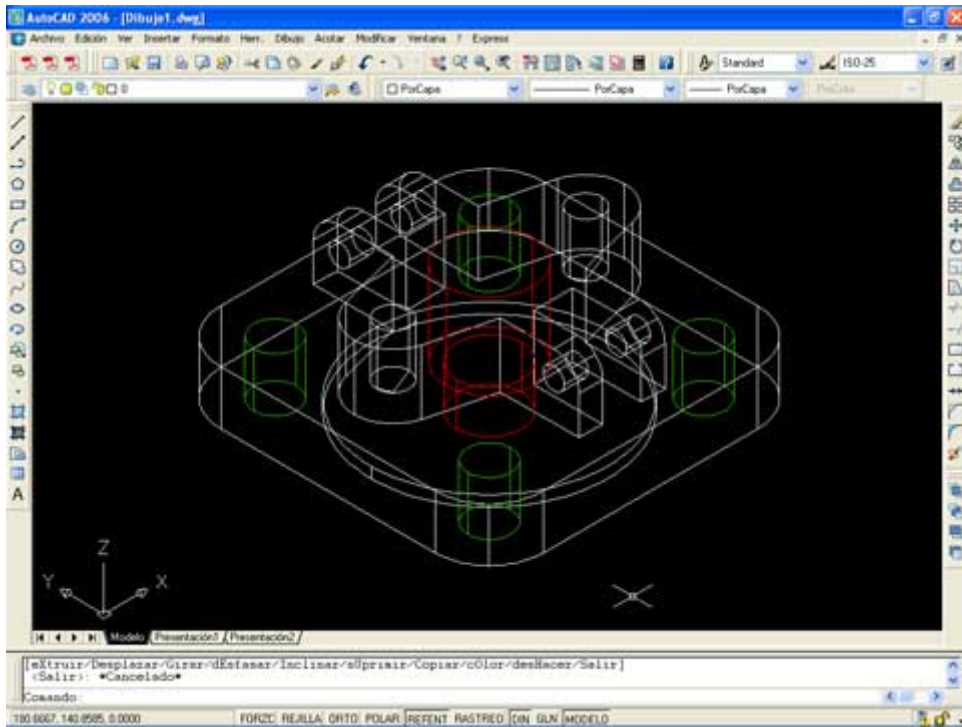 AutoCAD 2006 - [Dibujo1.dwg]
Archivo Edición Ver Insertar Formato Herr. Dibujo Acotar Modificar Ventana ? Express
Standard ISO-25
0 PorCapa PorCapa PorCapa PorColor
A
Z
Y X
Modelo Presentación1 Presentación2
[eXtruir/Desplazar/Girar/dEsfasar/Inclinar/sUprimir/Copiar/cOlor/desHacer/Salir]
<Salir>: *Cancelado*
Comando:
180.6667, 140.8585, 0.0000 FORZC REJILLA ORTO POLAR REFENT RASTREO DIN GLN MODELO